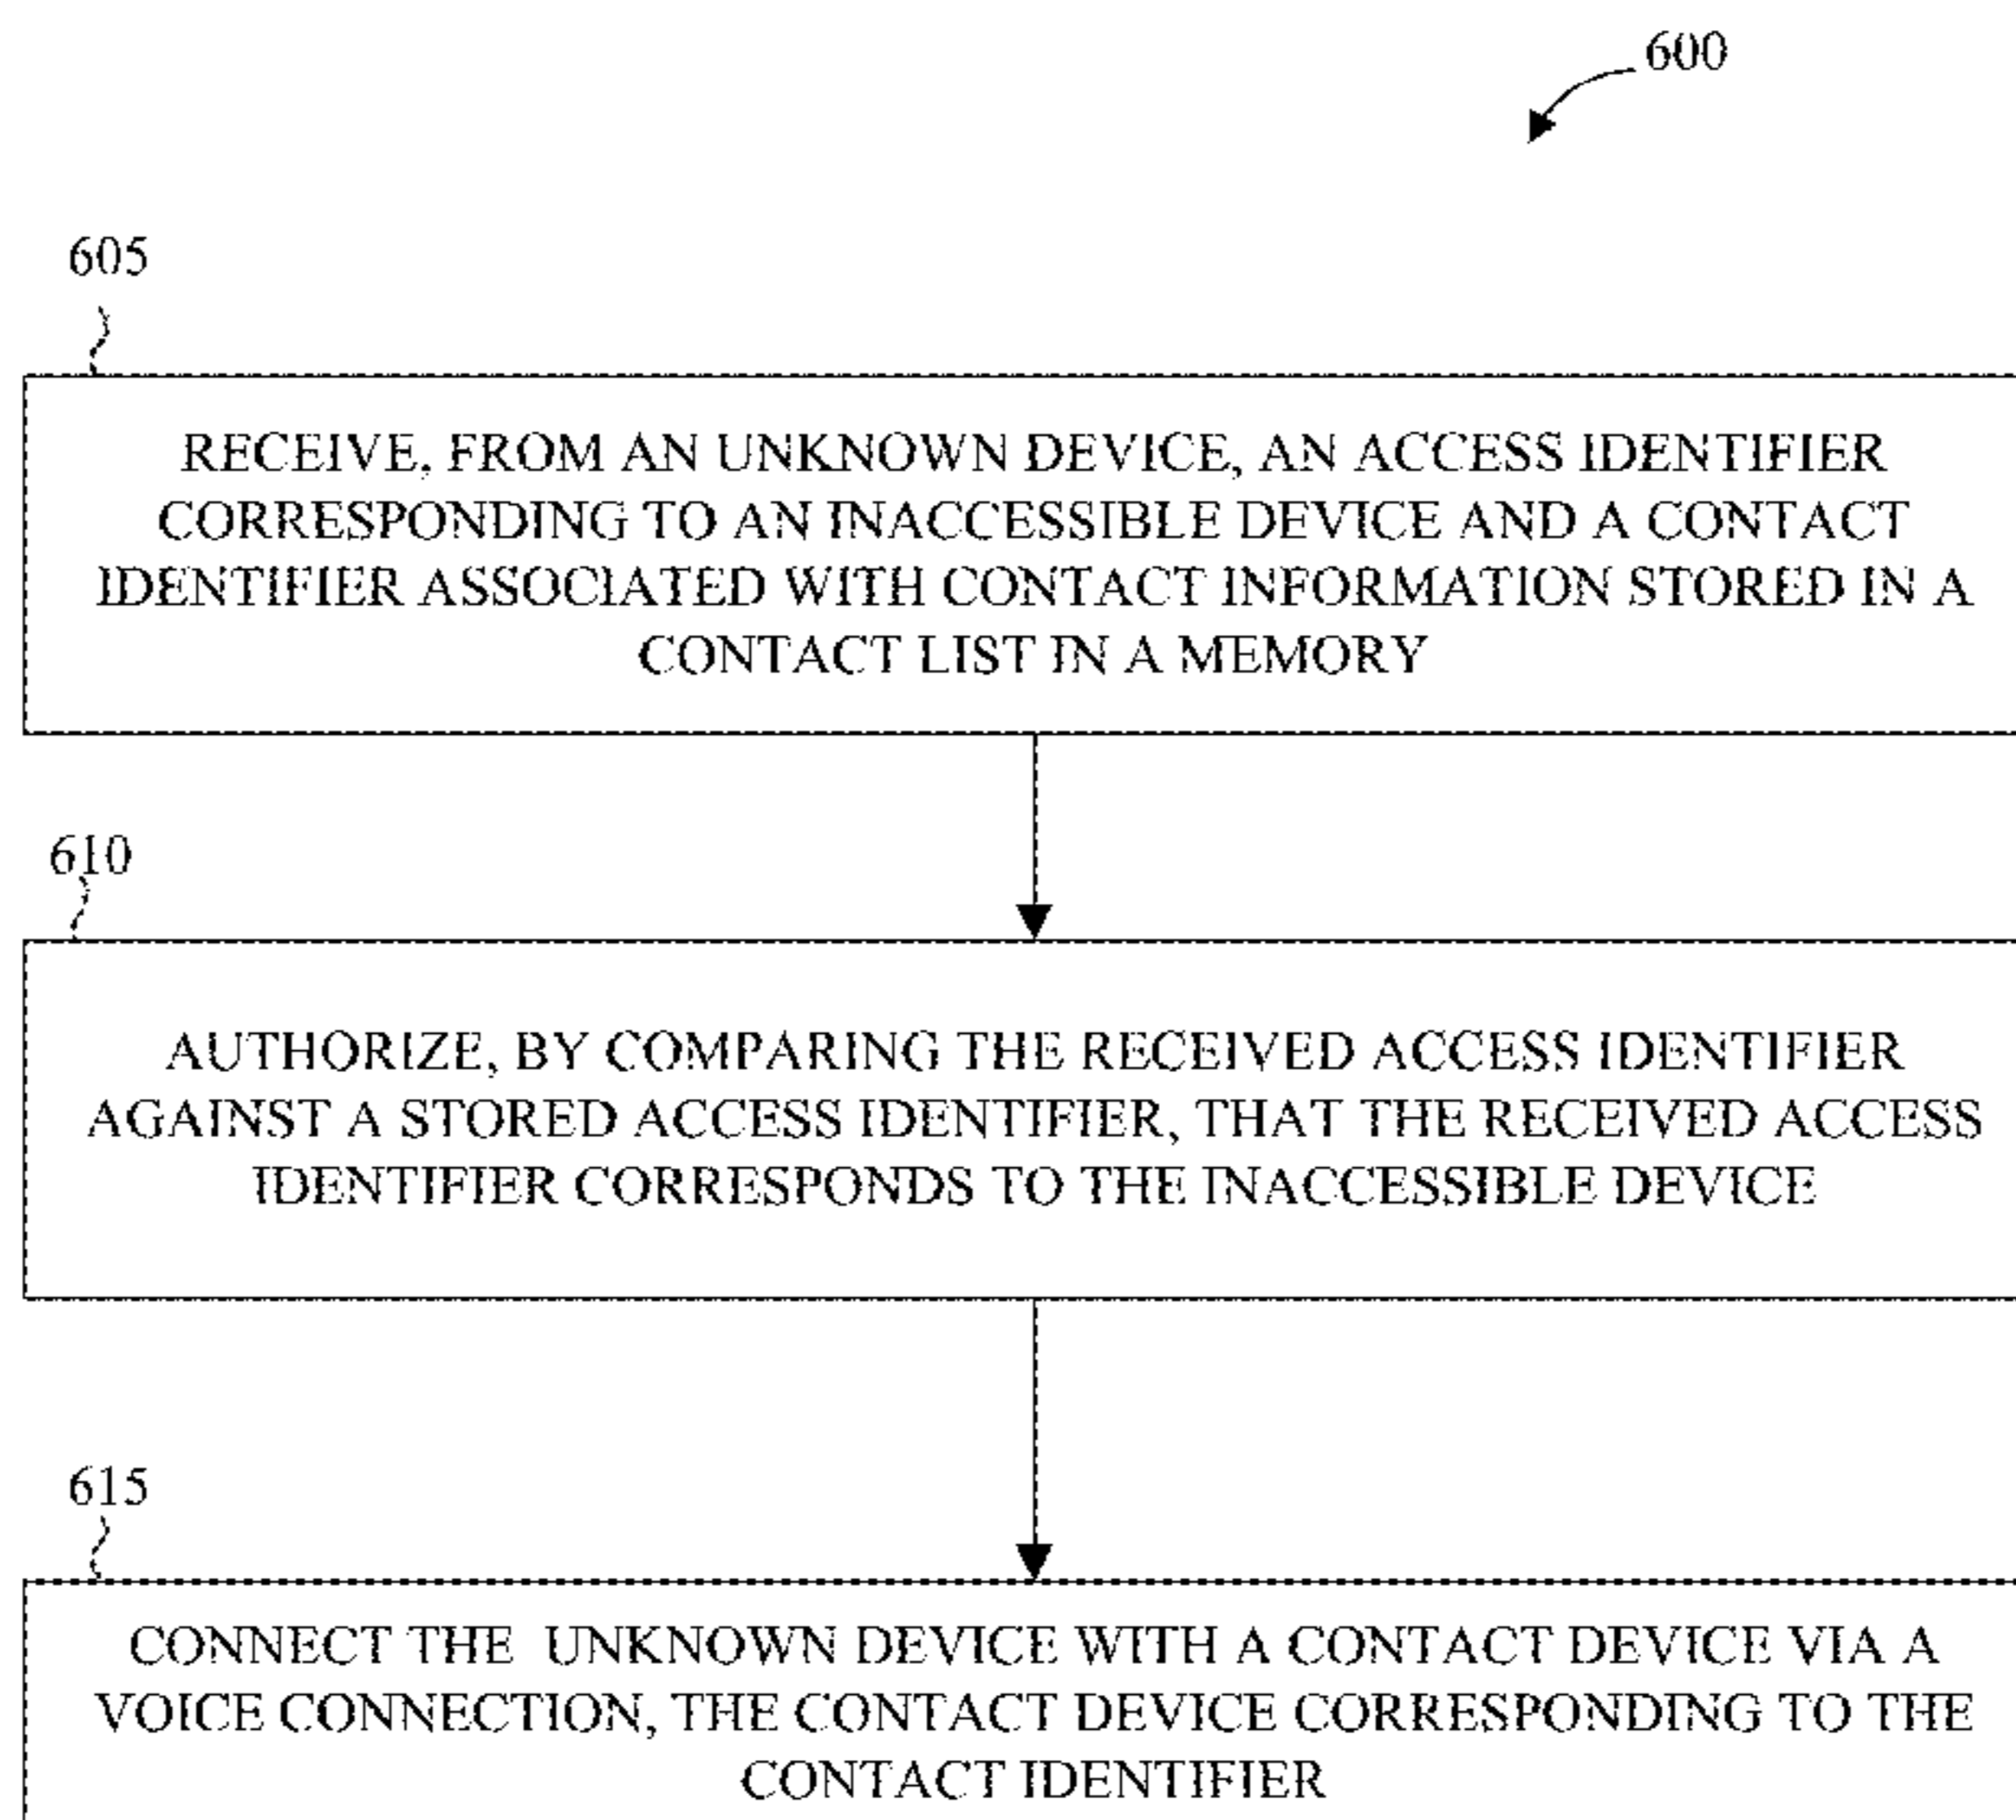 600
605
RECEIVE, FROM AN UNKNOWN DEVICE, AN ACCESS IDENTIFIER
CORRESPONDING TO AN INACCESSIBLE DEVICE AND A CONTACT
IDENTIFIER ASSOCIATED WITH CONTACT INFORMATION STORED IN A
CONTACT LIST IN A MEMORY
610
AUTHORIZE, BY COMPARING THE RECEIVED ACCESS IDENTIFIER
AGAINST A STORED ACCESS IDENTIFIER, THAT THE RECEIVED ACCESS
IDENTIFIER CORRESPONDS TO THE INACCESSIBLE DEVICE
615
CONNECT THE UNKNOWN DEVICE WITH A CONTACT DEVICE VIA A
VOICE CONNECTION, THE CONTACT DEVICE CORRESPONDING TO THE
CONTACT IDENTIFIER